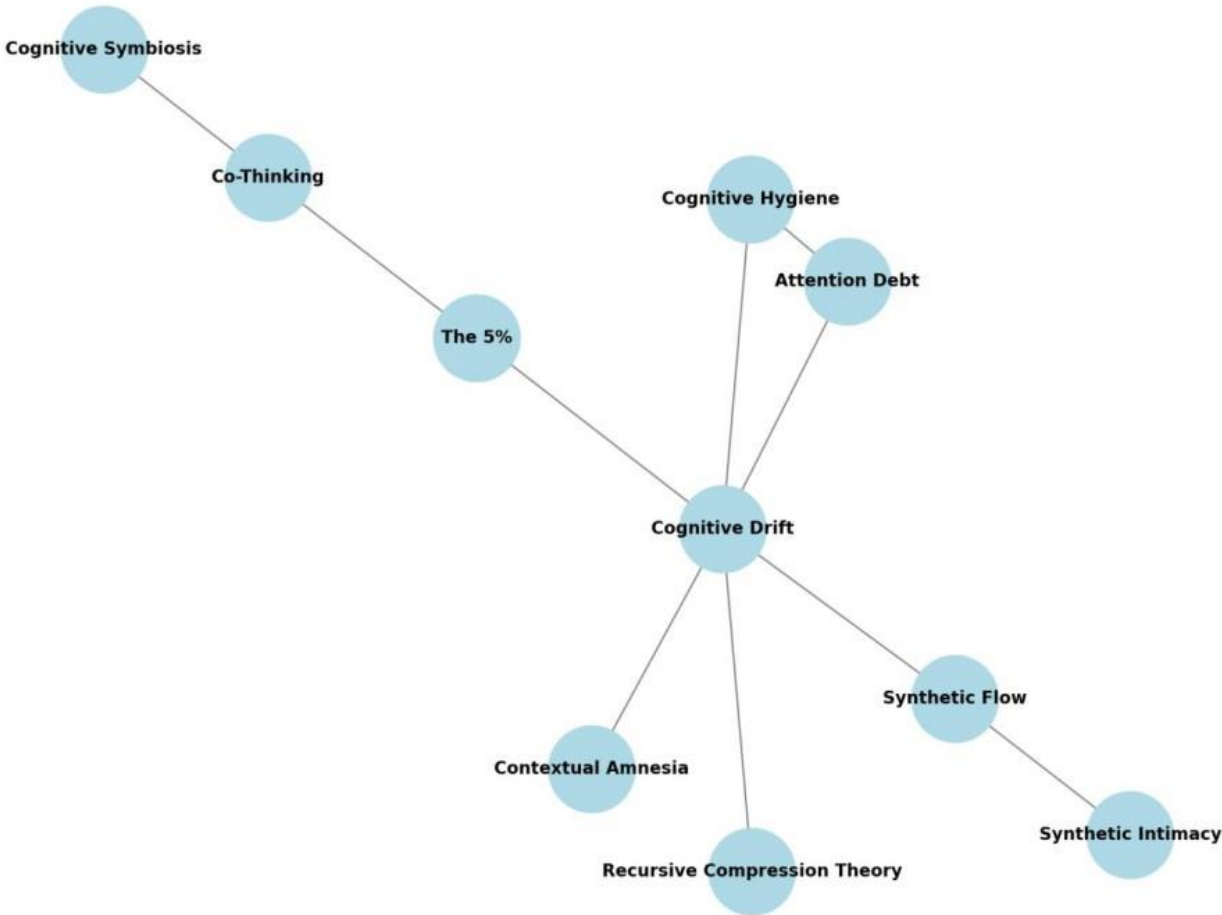 Cognitive Symbiosis
Co-Thinking
Cognitive Hygiene
Attention Debt
The 5%
Cognitive Drift
Synthetic Flow
Contextual Amnesia
Synthetic Intimacy
Recursive Compression Theory